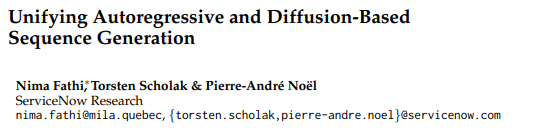 Unifying Autoregressive and Diffusion-Based
Sequence Generation
Nima Fathi,* Torsten Scholak & Pierre-André Noël
ServiceNow Research
nima.fathi@mila.quebec, {torsten.scholak,pierre-andre.noel}@servicenow.com